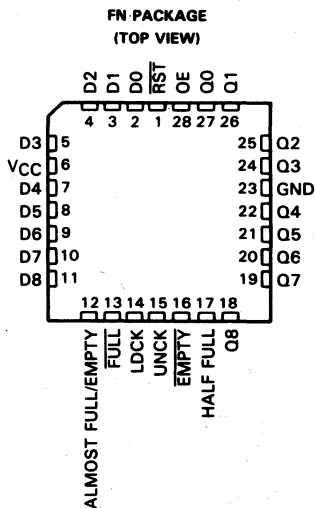 FN PACKAGE
(TOP VIEW)
D2 D1 D0 R̅S̅T̅ OE Q0 Q1
4 3 2 1 28 27 26
D3 5 25 Q2
VCC 6 24 Q3
D4 7 23 GND
D5 8 22 Q4
D6 9 21 Q5
D7 10 20 Q6
D8 11 19 Q7
12 13 14 15 16 17 18
ALMOST FULL/EMPTY F̅U̅L̅L̅ LDCK UNCK E̅M̅P̅T̅Y̅ HALF FULL Q8